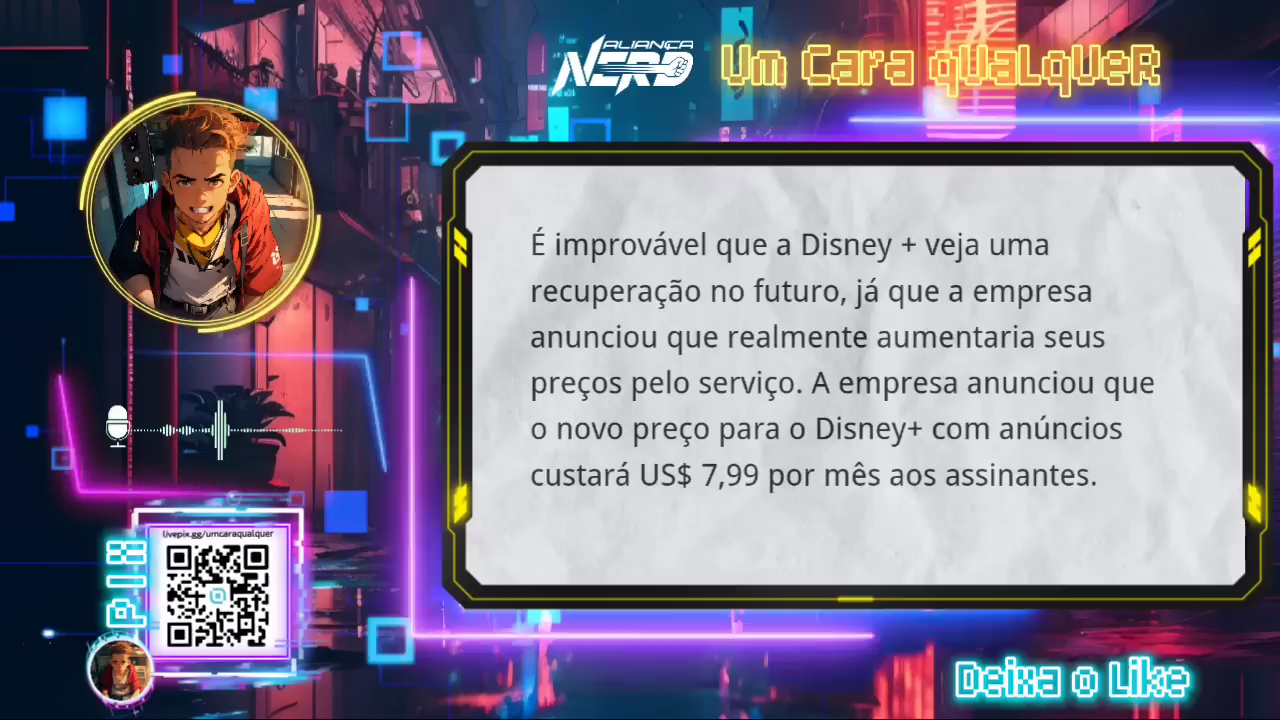 ALIANÇA
NERD
Um Cara qUaLqUeR
É improvável que a Disney + veja uma
recuperação no futuro, já que a empresa
anunciou que realmente aumentaria seus
preços pelo serviço. A empresa anunciou que
o novo preço para o Disney+ com anúncios
custará US$ 7,99 por mês aos assinantes.
livepix.gg/umcaraqualquer
PIX
Deixa o Like